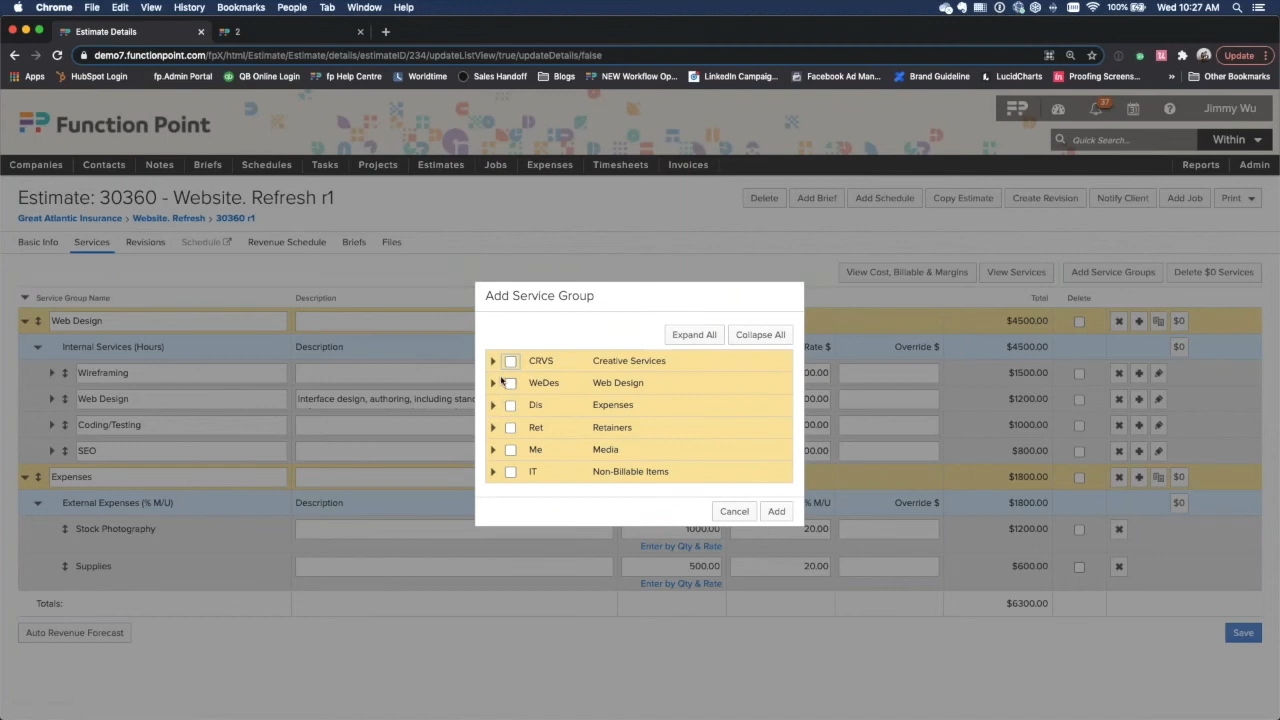 Chrome File Edit View History Bookmarks People Tab Window Help 100% Wed 10:27 AM
Estimate Details 2
demo7.functionpoint.com/fpX/html/Estimate/Estimate/details/estimateID/234/updateListView/true/updateDetails/false Update
Apps HubSpot Login fp.Admin Portal QB Online Login fp Help Centre Worldtime Sales Handoff Blogs NEW Workflow Op... LinkedIn Campaig... Facebook Ad Man... Brand Guideline LucidCharts Proofing Screens... » Other Bookmarks
Function Point 37 Jimmy Wu
Quick Search... Within
Companies Contacts Notes Briefs Schedules Tasks Projects Estimates Jobs Expenses Timesheets Invoices Reports Admin
Estimate: 30360 - Website. Refresh r1 Delete Add Brief Add Schedule Copy Estimate Create Revision Notify Client Add Job Print
Great Atlantic Insurance > Website. Refresh > 30360 r1
Basic Info Services Revisions Schedule Revenue Schedule Briefs Files
View Cost, Billable & Margins View Services Add Service Groups Delete $0 Services
Service Group Name Description Total Delete
Web Design $4500.00 $0
Internal Services (Hours) Description Rate $ Override $ $4500.00 $0
Wireframing 00.00 $1500.00
Web Design Interface design, authoring, including stand 00.00 $1200.00
Coding/Testing 00.00 $1000.00
SEO 00.00 $800.00
Expenses $1800.00 $0
External Expenses (% M/U) Description % M/U Override $ $1800.00 $0
Stock Photography 1000.00 20.00 $1200.00
Enter by Qty & Rate
Supplies 500.00 20.00 $600.00
Enter by Qty & Rate
Totals: $6300.00
Auto Revenue Forecast Save
Add Service Group
Expand All Collapse All
CRVS Creative Services
WeDes Web Design
Dis Expenses
Ret Retainers
Me Media
IT Non-Billable Items
Cancel Add